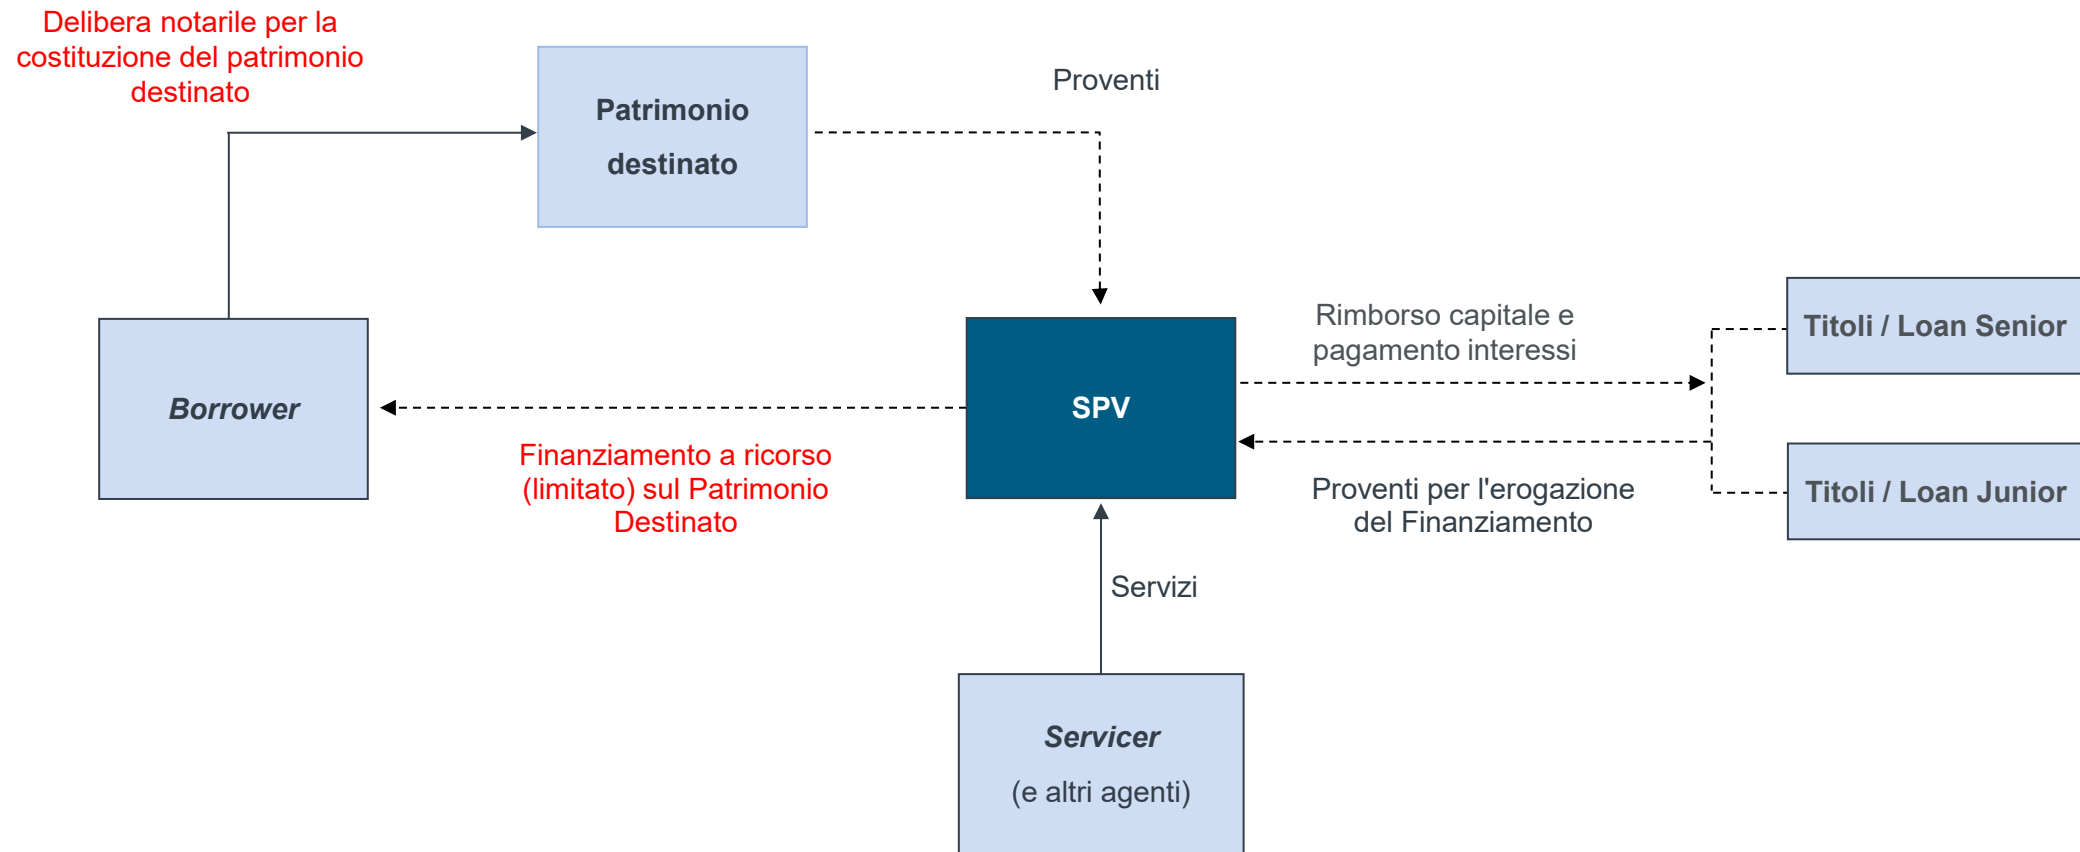 Delibera notarile per la
costituzione del patrimonio
destinato
Patrimonio
destinato
Proventi
Borrower
Finanziamento a ricorso
(limitato) sul Patrimonio
Destinato
SPV
Rimborso capitale e
pagamento interessi
Proventi per l'erogazione
del Finanziamento
Titoli / Loan Senior
Titoli / Loan Junior
Servizi
Servicer
(e altri agenti)